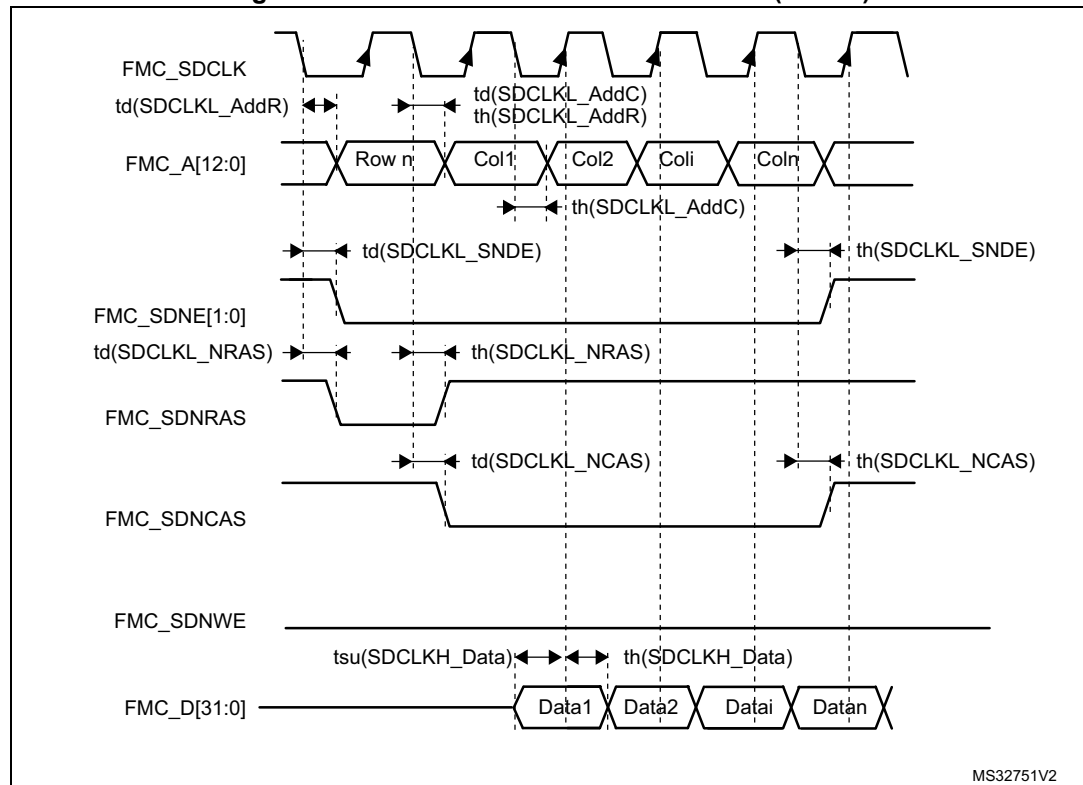 FMC_SDCLK
td(SDCLKL_AddR)
td(SDCLKL_AddC)
th(SDCLKL_AddR)
FMC_A[12:0]
Row n
Col1
Col2
Coli
Coln
th(SDCLKL_AddC)
td(SDCLKL_SNDE)
th(SDCLKL_SNDE)
FMC_SDNE[1:0]
td(SDCLKL_NRAS)
th(SDCLKL_NRAS)
FMC_SDNRAS
td(SDCLKL_NCAS)
th(SDCLKL_NCAS)
FMC_SDNCAS
FMC_SDNWE
tsu(SDCLKH_Data)
th(SDCLKH_Data)
FMC_D[31:0]
Data1
Data2
Datai
Datan
MS32751V2